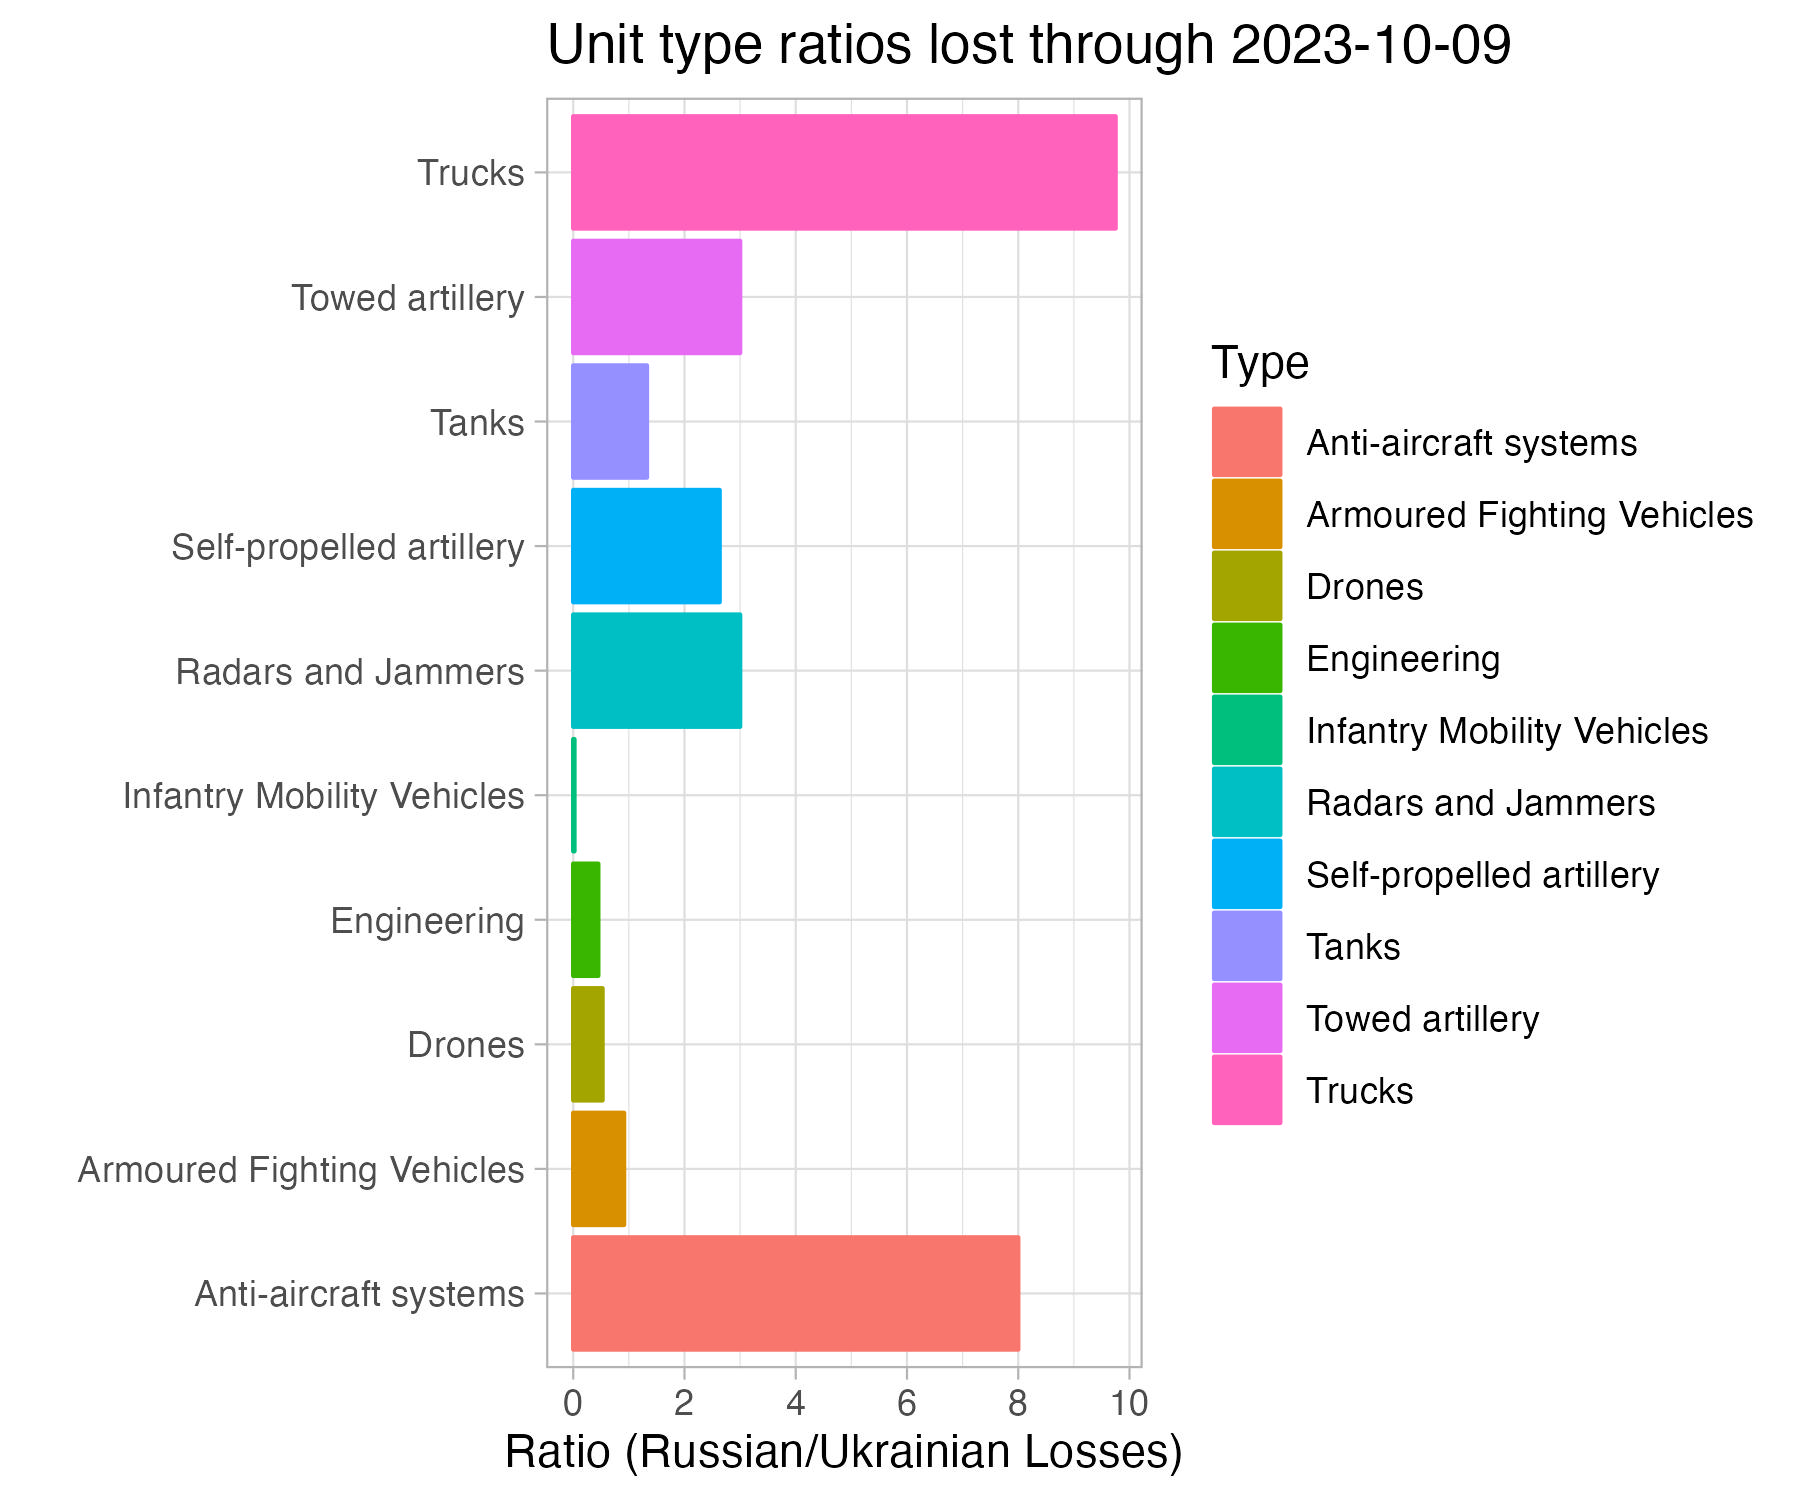 Unit type ratios lost through 2023-10-09
Trucks
Towed artillery
Tanks
Self-propelled artillery
Radars and Jammers
Infantry Mobility Vehicles
Engineering
Drones
Armoured Fighting Vehicles
Anti-aircraft systems
0 2 4 6 8 10
Ratio (Russian/Ukrainian Losses)
Type
Anti-aircraft systems
Armoured Fighting Vehicles
Drones
Engineering
Infantry Mobility Vehicles
Radars and Jammers
Self-propelled artillery
Tanks
Towed artillery
Trucks